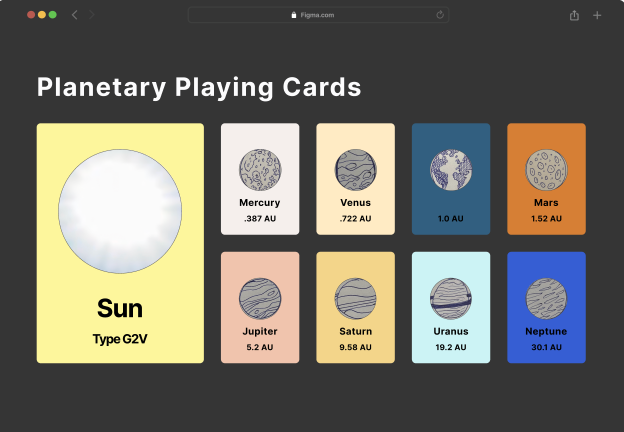 Figma.com
Planetary Playing Cards
Sun
Type G2V
Mercury
.387 AU
Venus
.722 AU
1.0 AU
Mars
1.52 AU
Jupiter
5.2 AU
Saturn
9.58 AU
Uranus
19.2 AU
Neptune
30.1 AU